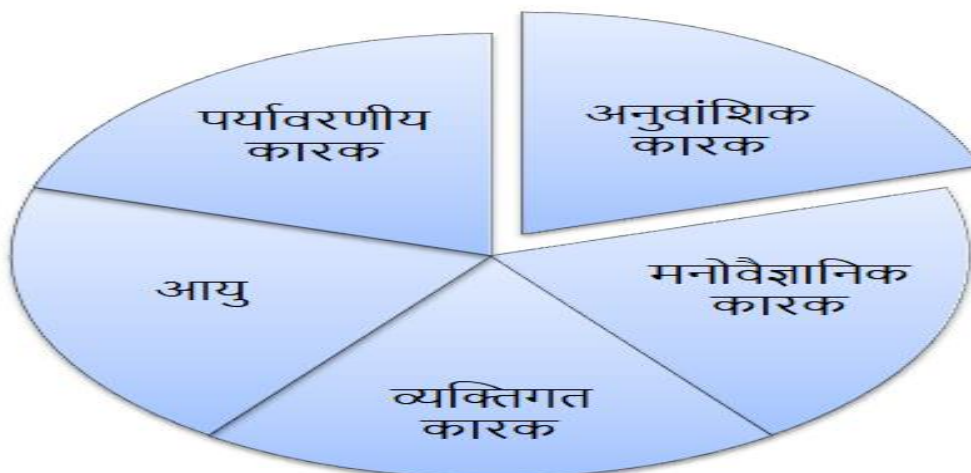 पर्यावरणीय
कारक
अनुवांशिक
कारक
आयु
मनोवैज्ञानिक
कारक
व्यक्तिगत
कारक